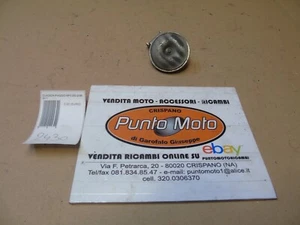 VENDITA MOTO - ACCESSORI - RICAMBI
CRISPANO
Punto Moto
di Garofalo Giuseppe
VENDITA RICAMBI ONLINE SU ebay
PUNTOMOTORICAMBI
Via F. Petrarca, 20 - 80020 CRISPANO (NA)
Tel/fax 081.834.85.47 - e-mail: puntomoto1@alice.it
cell. 320.0306370